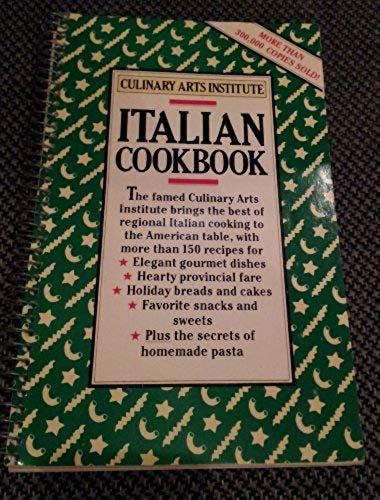 MORE THAN
300,000 COPIES SOLD!
CULINARY ARTS INSTITUTE
ITALIAN
COOKBOOK
The famed Culinary Arts
Institute brings the best of
regional Italian cooking to
the American table, with
more than 150 recipes for
★ Elegant gourmet dishes
★ Hearty provincial fare
★ Holiday breads and cakes
★ Favorite snacks and
sweets
★ Plus the secrets of
homemade pasta